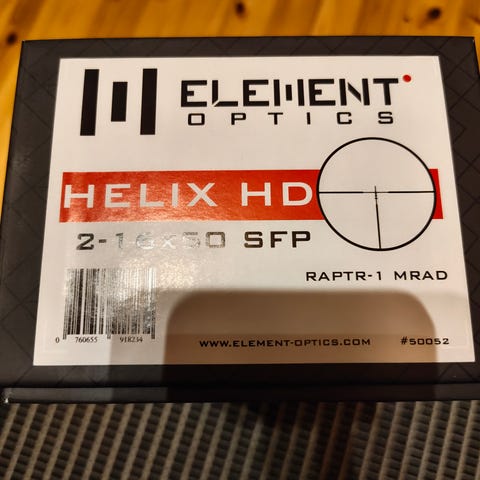 ELEMENT
OPTICS
HELIX HD
2-16x50 SFP
RAPTR-1 MRAD
0 760655 918234
WWW.ELEMENT-OPTICS.COM #50052